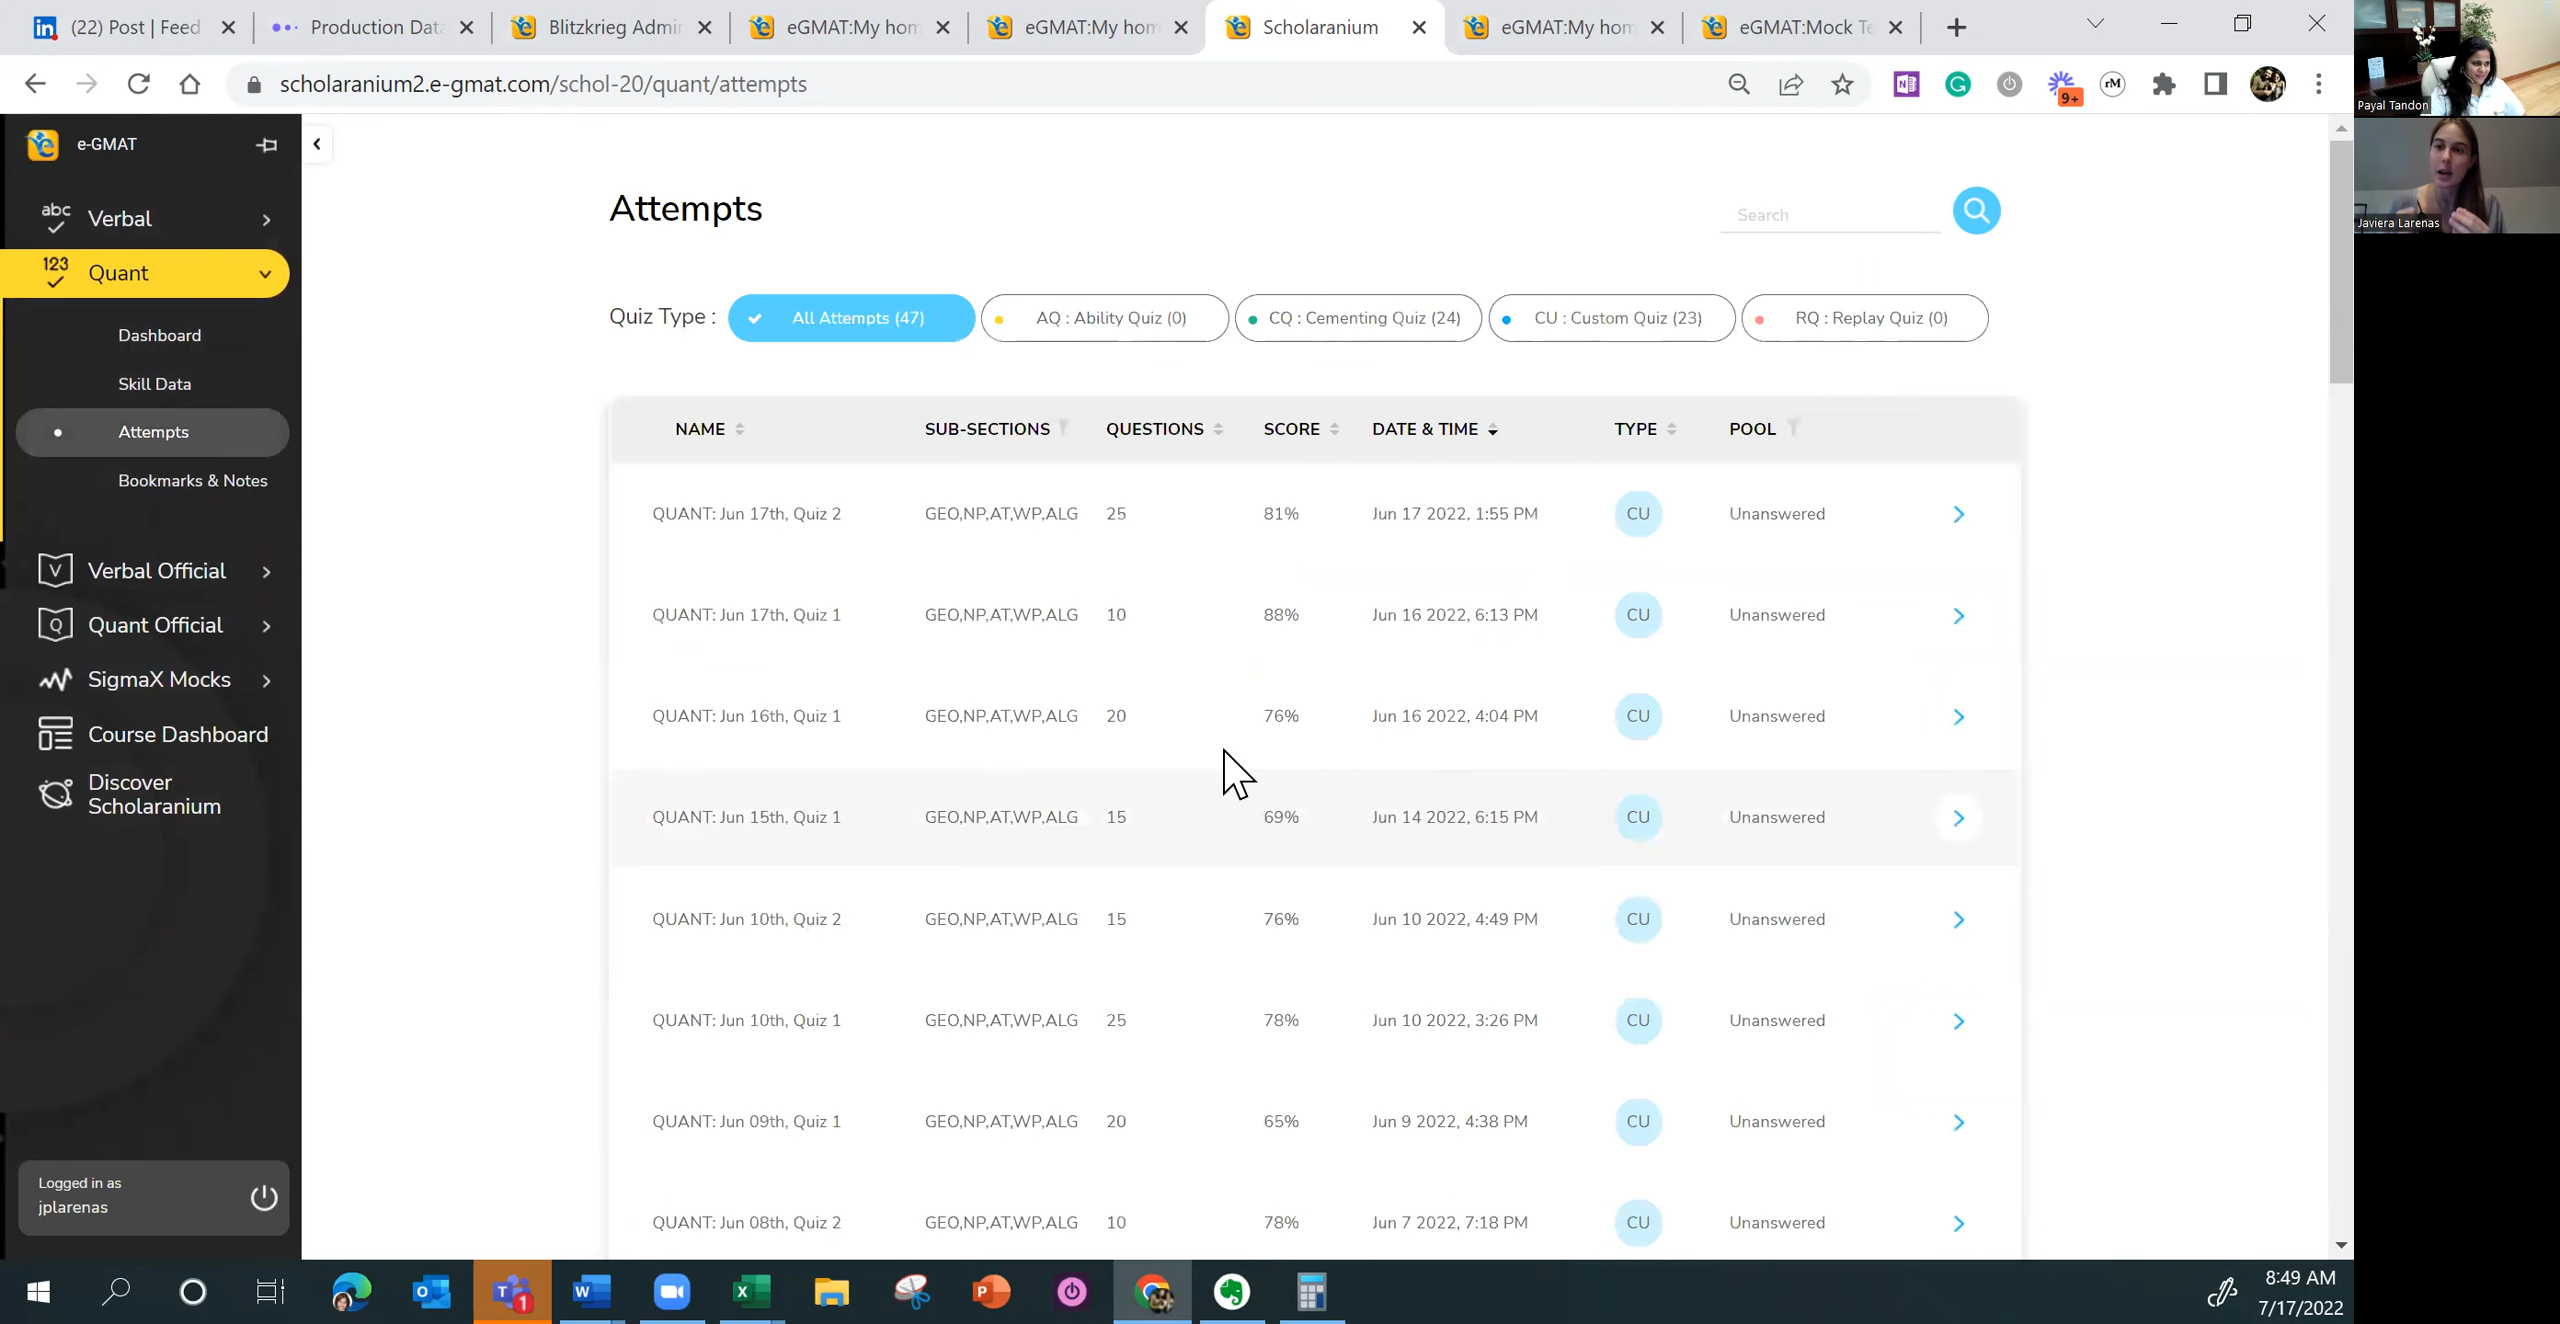 (22) Post | Feed
Production Data
Blitzkrieg Admin
eGMAT:My hom
eGMAT:My hom
Scholaranium
eGMAT:My hom
eGMAT:Mock Te
scholaranium2.e-gmat.com/schol-20/quant/attempts
9+
rM
Payal Tandon
Javiera Larenas
e-GMAT
abc
Verbal
123
Quant
Dashboard
Skill Data
Attempts
Bookmarks & Notes
V
Verbal Official
Q
Quant Official
SigmaX Mocks
Course Dashboard
Discover
Scholaranium
Logged in as
jplarenas
Attempts
Search
Quiz Type :
All Attempts (47)
AQ : Ability Quiz (0)
CQ : Cementing Quiz (24)
CU : Custom Quiz (23)
RQ : Replay Quiz (0)
NAME SUB-SECTIONS QUESTIONS SCORE DATE & TIME TYPE POOL
QUANT: Jun 17th, Quiz 2 GEO,NP,AT,WP,ALG 25 81% Jun 17 2022, 1:55 PM CU Unanswered
QUANT: Jun 17th, Quiz 1 GEO,NP,AT,WP,ALG 10 88% Jun 16 2022, 6:13 PM CU Unanswered
QUANT: Jun 16th, Quiz 1 GEO,NP,AT,WP,ALG 20 76% Jun 16 2022, 4:04 PM CU Unanswered
QUANT: Jun 15th, Quiz 1 GEO,NP,AT,WP,ALG 15 69% Jun 14 2022, 6:15 PM CU Unanswered
QUANT: Jun 10th, Quiz 2 GEO,NP,AT,WP,ALG 15 76% Jun 10 2022, 4:49 PM CU Unanswered
QUANT: Jun 10th, Quiz 1 GEO,NP,AT,WP,ALG 25 78% Jun 10 2022, 3:26 PM CU Unanswered
QUANT: Jun 09th, Quiz 1 GEO,NP,AT,WP,ALG 20 65% Jun 9 2022, 4:38 PM CU Unanswered
QUANT: Jun 08th, Quiz 2 GEO,NP,AT,WP,ALG 10 78% Jun 7 2022, 7:18 PM CU Unanswered
8:49 AM
7/17/2022